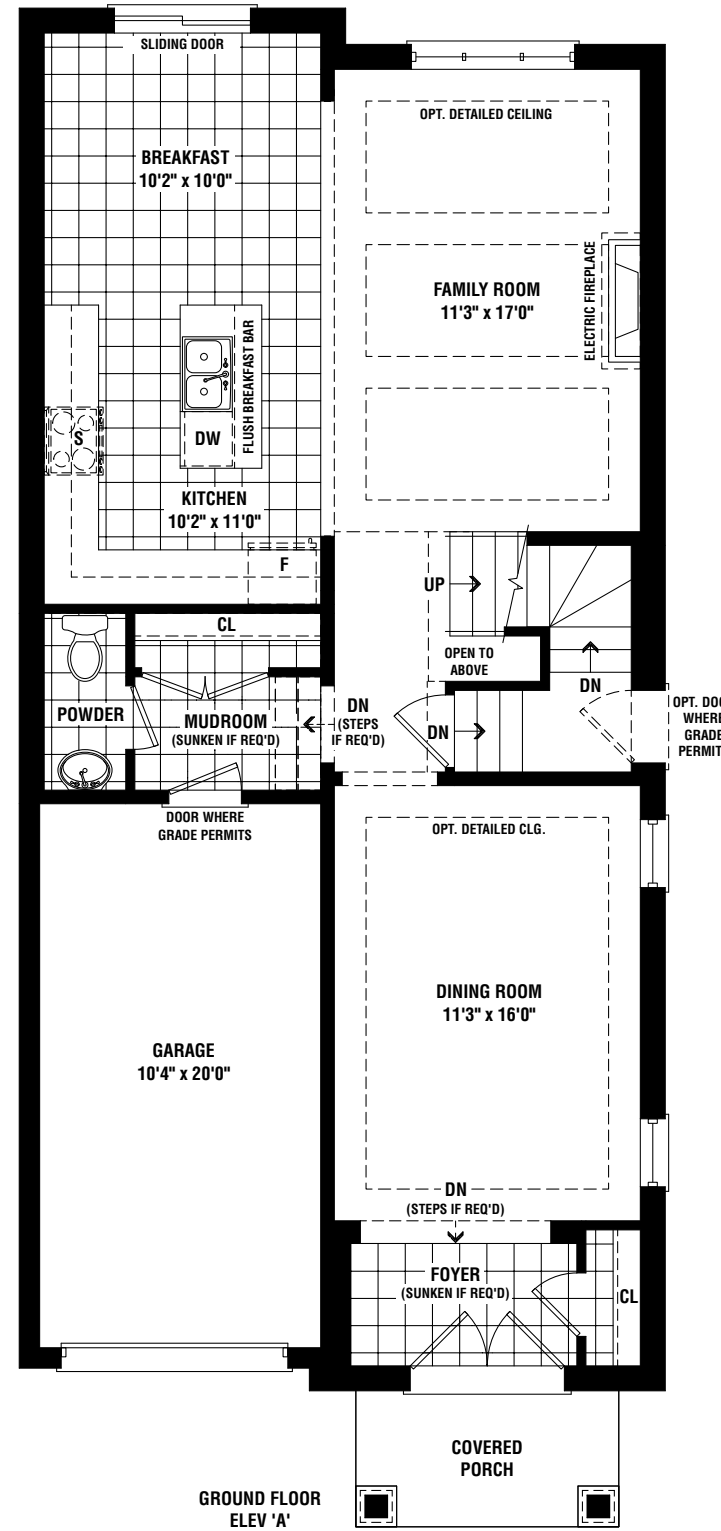 SLIDING DOOR
OPT. DETAILED CEILING
BREAKFAST
10'2" x 10'0"
FAMILY ROOM
11'3" x 17'0"
ELECTRIC FIREPLACE
FLUSH BREAKFAST BAR
S
DW
KITCHEN
10'2" x 11'0"
F
UP
CL
OPEN TO
ABOVE
DN
POWDER
MUDROOM
(SUNKEN IF REQ'D)
DN
(STEPS
IF REQ'D)
DN
OPT. DOO
WHERE
GRADE
PERMIT
DOOR WHERE
GRADE PERMITS
OPT. DETAILED CLG.
DINING ROOM
11'3" x 16'0"
GARAGE
10'4" x 20'0"
DN
(STEPS IF REQ'D)
FOYER
(SUNKEN IF REQ'D)
CL
COVERED
PORCH
GROUND FLOOR
ELEV 'A'